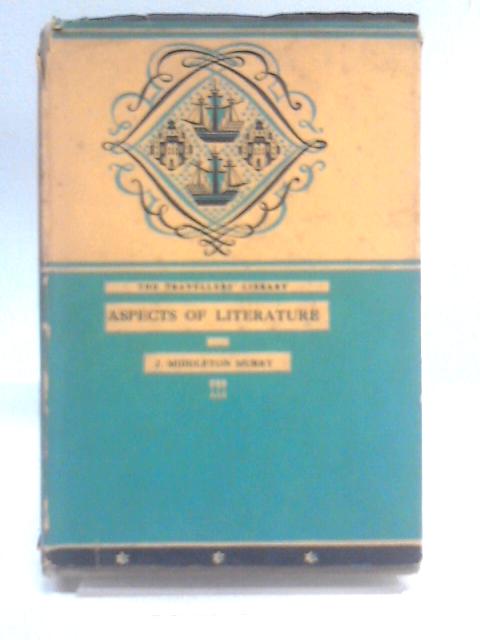 THE TRAVELLERS' LIBRARY
ASPECTS OF LITERATURE
J. MIDDLETON MURRY